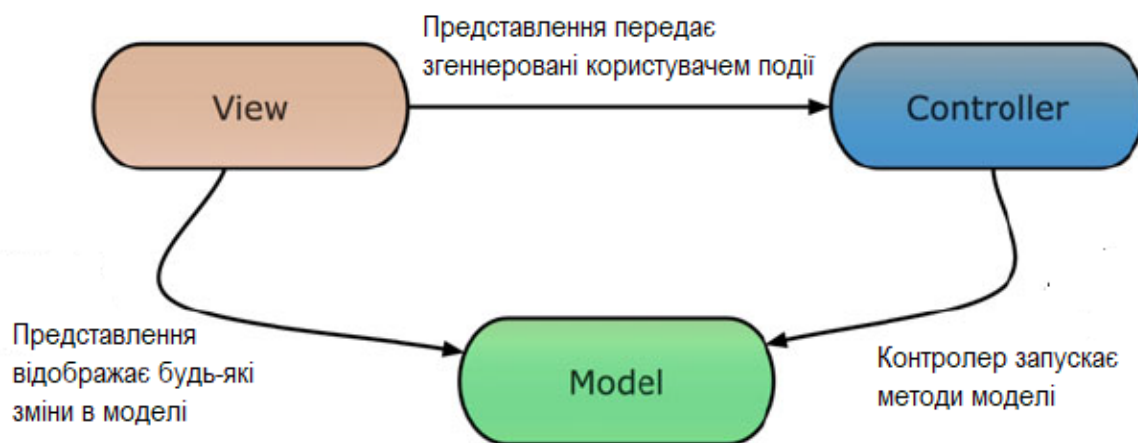 Представлення передає
згеннеровані користувачем події
View
Controller
Представлення
відображає будь-які
зміни в моделі
Model
Контролер запускає
методи моделі